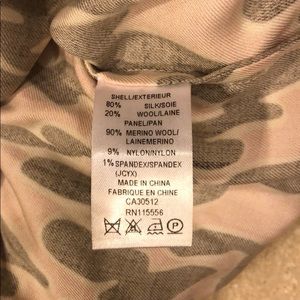 SHELL/EXTERIEUR
80% SILK/SOIE
20% WOOL/LAINE
PANEL/PAN
90% MERINO WOOL/
LAINEMERINO
9% NYLON/NYLON
1% SPANDEX/SPANDEX
(JCYX)
MADE IN CHINA
FABRIQUE EN CHINE
CA30512
RN115556
P